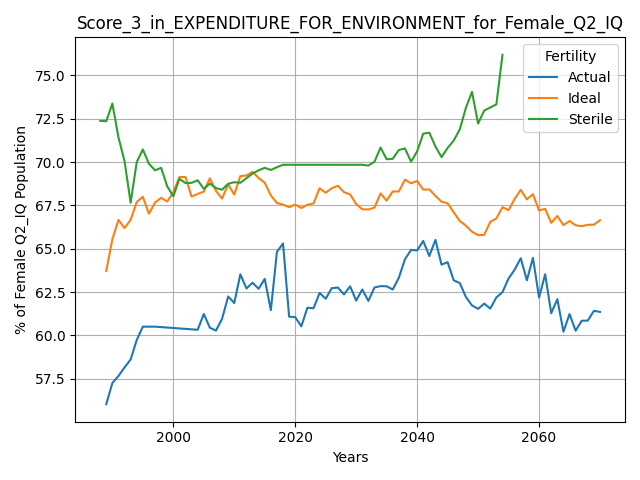 Score_3_in_EXPENDITURE_FOR_ENVIRONMENT_for_Female_Q2_IQ
Fertility
Actual
Ideal
Sterile
% of Female Q2_IQ Population
75.0
72.5
70.0
67.5
65.0
62.5
60.0
57.5
2000
2020
2040
2060
Years